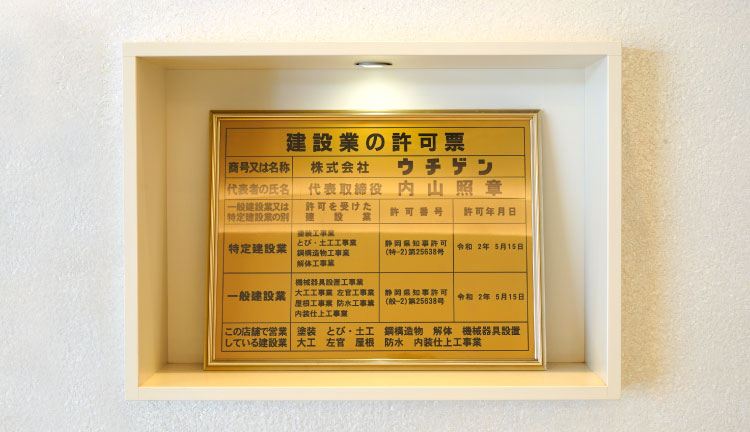 建設業の許可票
商号又は名称 株式会社 ウチゲン
代表者の氏名 代表取締役 内山照章
一般建設業又は 許可を受けた 許可番号 許可年月日
特定建設業の別 建設業
特定建設業
塗装工事業
とび・土工工事業
鋼構造物工事業
解体工事業
静岡県知事許可
(特-2)第25638号
令和 2年 5月15日
一般建設業
機械器具設置工事業
大工工事業 左官工事業
屋根工事業 防水工事業
内装仕上工事業
静岡県知事許可
(般-2)第25638号
令和 2年 5月15日
この店舗で営業 塗装 とび・土工 鋼構造物 解体 機械器具設置
している建設業 大工 左官 屋根 防水 内装仕上工事業